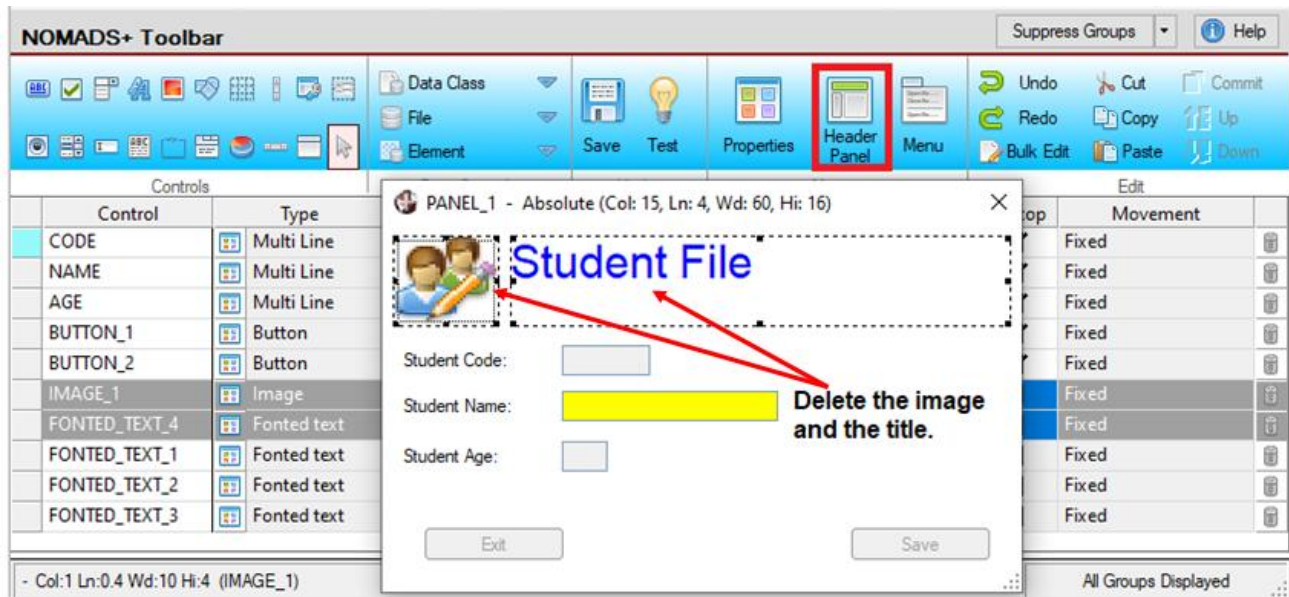 NOMADS+ Toolbar
Suppress Groups
Help
Data Class
File
Element
Save
Test
Properties
Header
Panel
Menu
Undo
Redo
Bulk Edit
Cut
Copy
Paste
Commit
Up
Down
Controls
Edit
Control
Type
Movement
CODE
Multi Line
Fixed
NAME
Multi Line
Fixed
AGE
Multi Line
Fixed
BUTTON_1
Button
Fixed
BUTTON_2
Button
Fixed
IMAGE_1
Image
Fixed
FONTED_TEXT_4
Fonted text
Fixed
FONTED_TEXT_1
Fonted text
Fixed
FONTED_TEXT_2
Fonted text
Fixed
FONTED_TEXT_3
Fonted text
Fixed
PANEL_1 - Absolute (Col: 15, Ln: 4, Wd: 60, Hi: 16)
Student File
Student Code:
Student Name:
Student Age:
Delete the image
and the title.
Exit
Save
- Col:1 Ln:0.4 Wd:10 Hi:4 (IMAGE_1)
All Groups Displayed